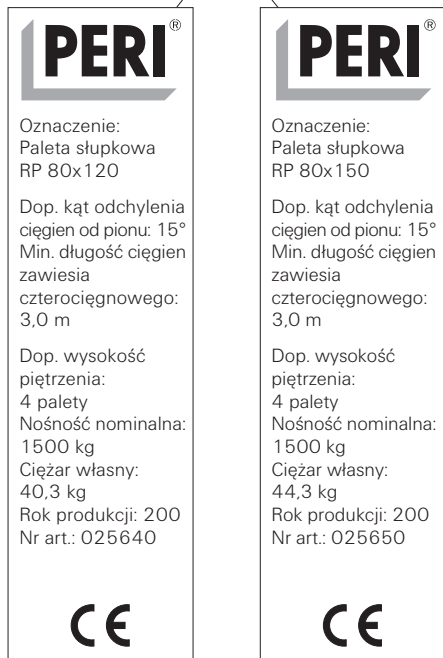 PERI®
Oznaczenie:
Paleta słupkowa
RP 80x120
Dop. kąt odchylenia
cięgien od pionu: 15°
Min. długość cięgien
zawiesia
czterocięgnowego:
3,0 m
Dop. wysokość
piętrzenia:
4 palety
Nośność nominalna:
1500 kg
Ciężar własny:
40,3 kg
Rok produkcji: 200
Nr art.: 025640
CE
PERI®
Oznaczenie:
Paleta słupkowa
RP 80x150
Dop. kąt odchylenia
cięgien od pionu: 15°
Min. długość cięgien
zawiesia
czterocięgnowego:
3,0 m
Dop. wysokość
piętrzenia:
4 palety
Nośność nominalna:
1500 kg
Ciężar własny:
44,3 kg
Rok produkcji: 200
Nr art.: 025650
CE